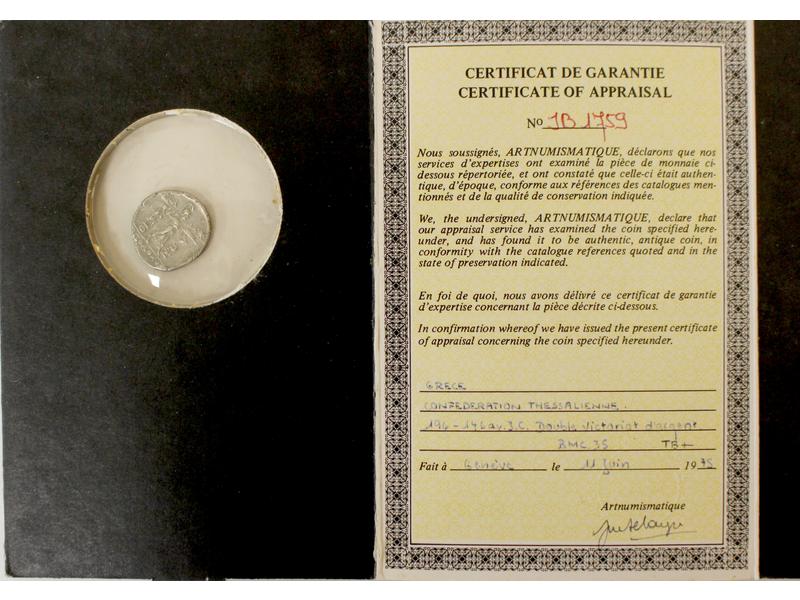 CERTIFICAT DE GARANTIE
CERTIFICATE OF APPRAISAL
No JB 1759
Nous soussignés, ARTNUMISMATIQUE, déclarons que nos
services d'expertises ont examiné la pièce de monnaie ci-
dessous répertoriée, et ont constaté que celle-ci était authen-
tique, d'époque, conforme aux références des catalogues men-
tionnés et de la qualité de conservation indiquée.
We, the undersigned, ARTNUMISMATIQUE, declare that
our appraisal service has examined the coin specified here-
under, and has found it to be authentic, antique coin, in
conformity with the catalogue references quoted and in the
state of preservation indicated.
En foi de quoi, nous avons délivré ce certificat de garantie
d'expertise concernant la pièce décrite ci-dessous.
In confirmation whereof we have issued the present certificate
of appraisal concerning the coin specified hereunder.
GRECE
CONFEDERATION THESSALIENNE.
196-146 av. J.C. Double Victoriat d'argent
BMC 35 TB+
Fait à Genève le 11 Juin 1975
Artnumismatique